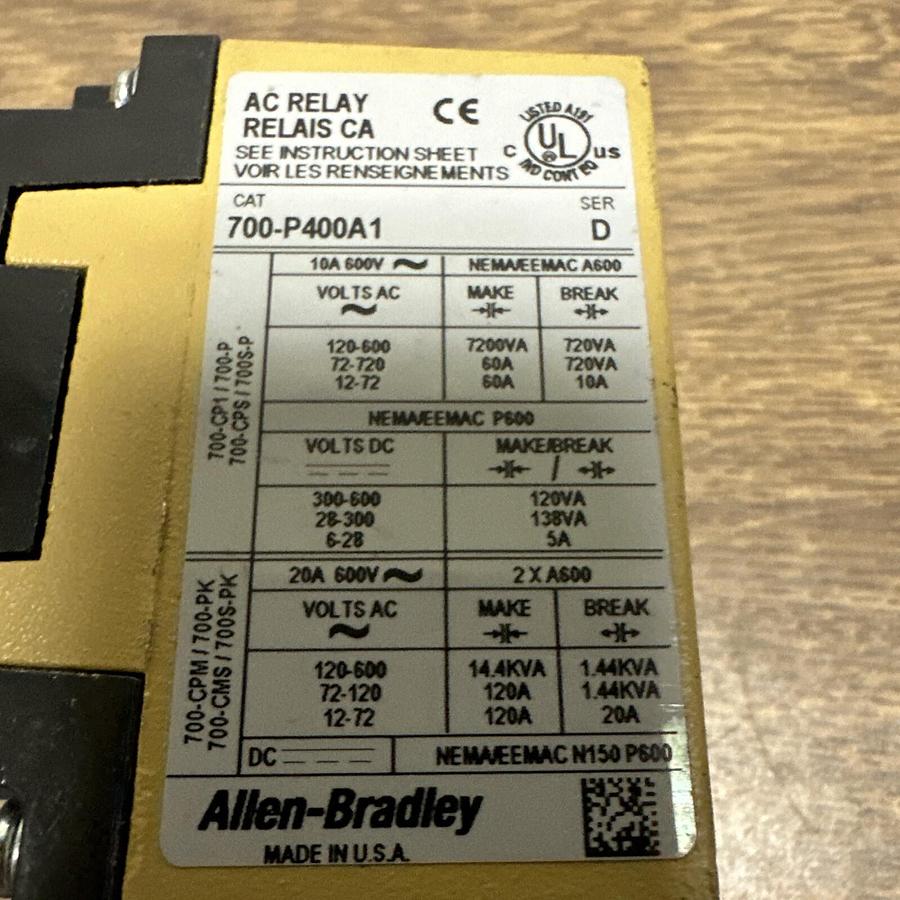 AC RELAY
RELAIS CA
SEE INSTRUCTION SHEET
VOIR LES RENSEIGNEMENTS
CE
LISTED A191
C UL US
®
IND CONT EQ
CAT
SER
700-P400A1
D
700-CP1 / 700-P
700-CPS / 700S-P
10A 600V
NEMA/EEMAC A600
VOLTS AC
MAKE
BREAK
120-600
7200VA
720VA
72-720
60A
720VA
12-72
60A
10A
NEMA/EEMAC P600
VOLTS DC
MAKE/BREAK
/
300-600
120VA
28-300
138VA
6-28
5A
700-CPM / 700-PK
700-CMS / 700S-PK
20A 600V
2 X A600
VOLTS AC
MAKE
BREAK
120-600
14.4KVA
1.44KVA
72-120
120A
1.44KVA
12-72
120A
20A
DC
NEMA/EEMAC N150 P600
Allen-Bradley
MADE IN U.S.A.